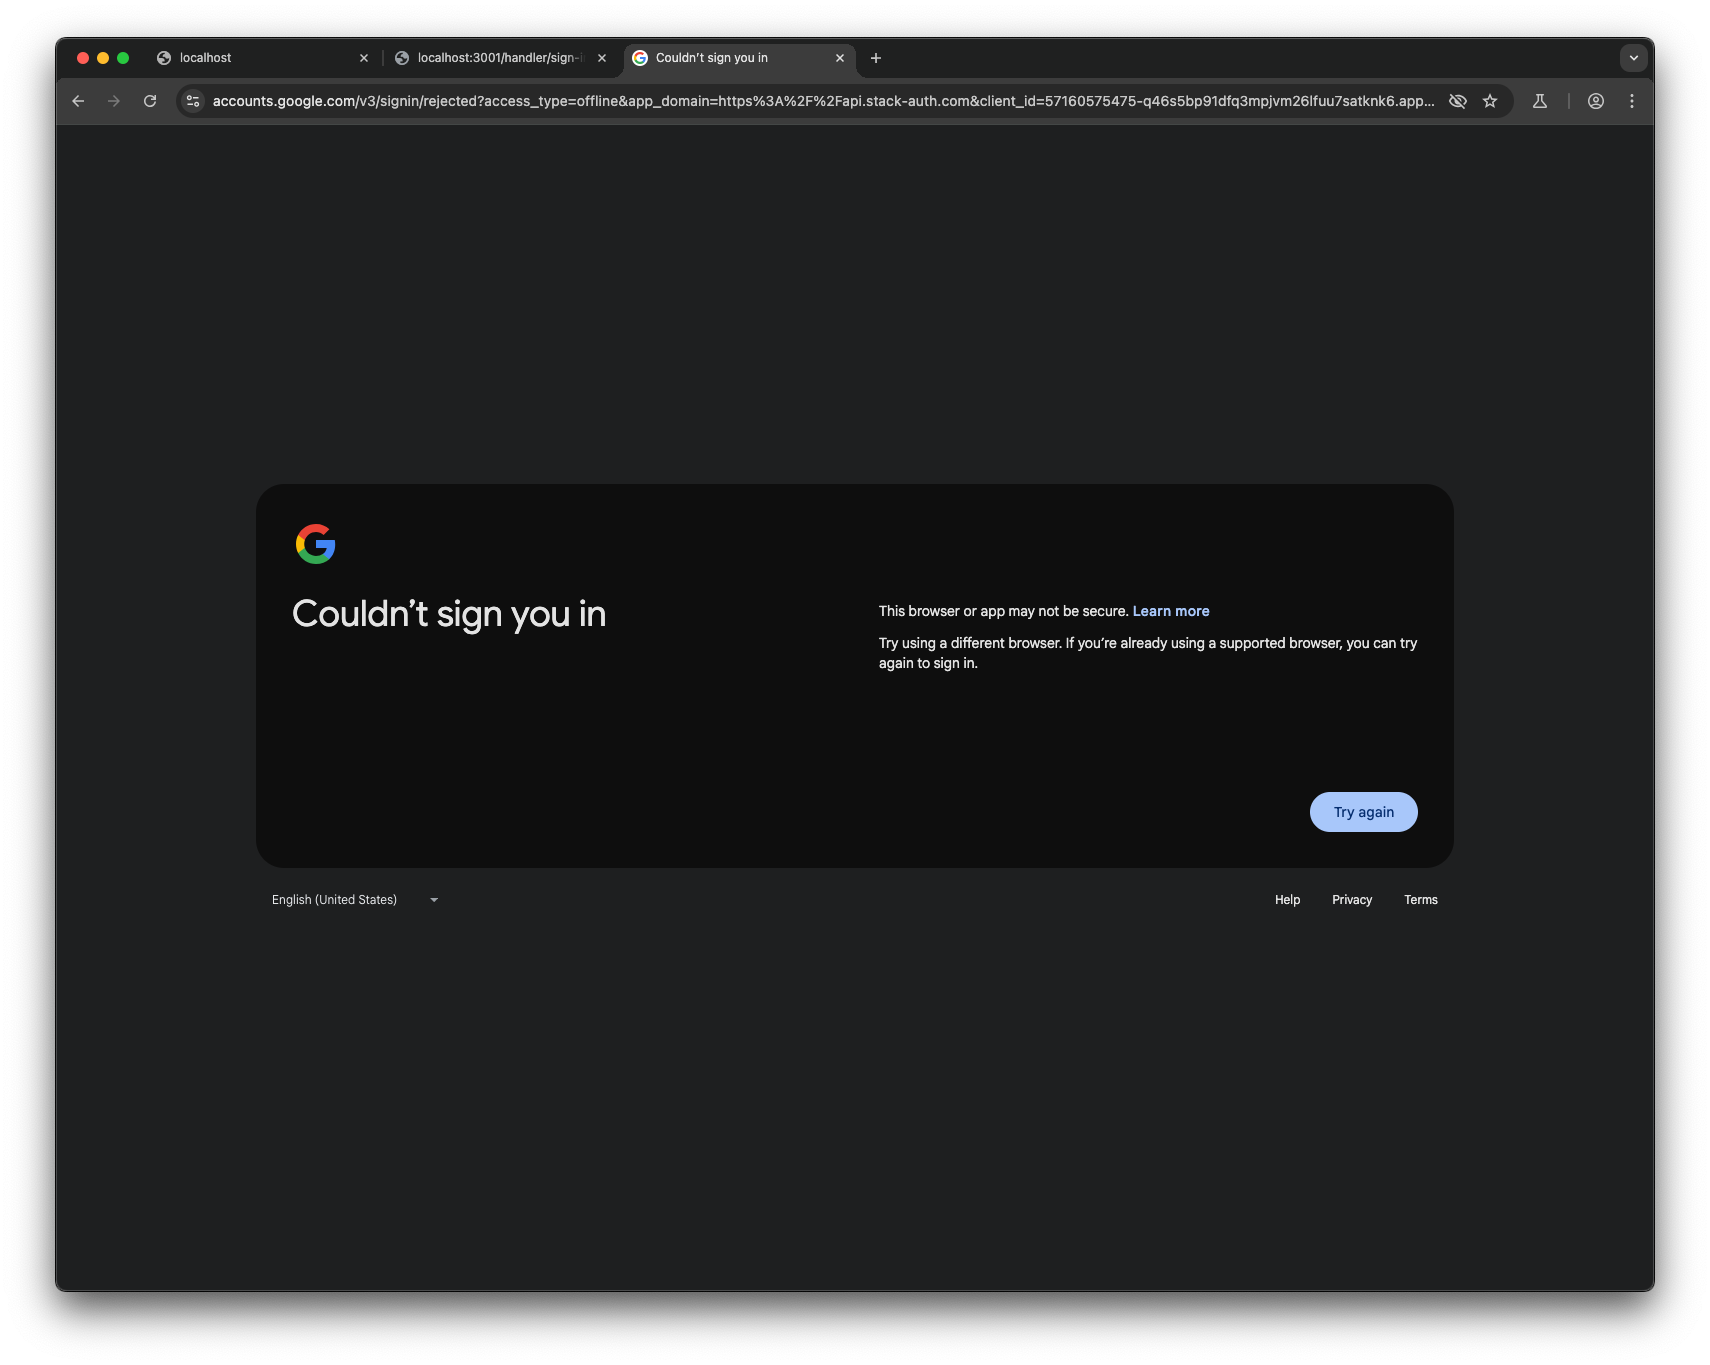 localhost
localhost:3001/handler/sign-i
Couldn’t sign you in
accounts.google.com/v3/signin/rejected?access_type=offline&app_domain=https%3A%2F%2Fapi.stack-auth.com&client_id=57160575475-q46s5bp91dfq3mpjvm26lfuu7satknk6.app...
Couldn’t sign you in
This browser or app may not be secure. Learn more
Try using a different browser. If you’re already using a supported browser, you can try
again to sign in.
Try again
English (United States)
Help Privacy Terms